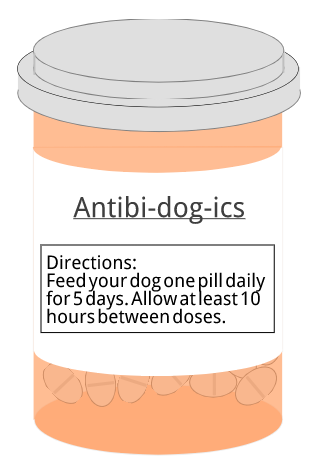 Antibi-dog-ics
Directions:
Feed your dog one pill daily
for 5 days. Allow at least 10
hours between doses.